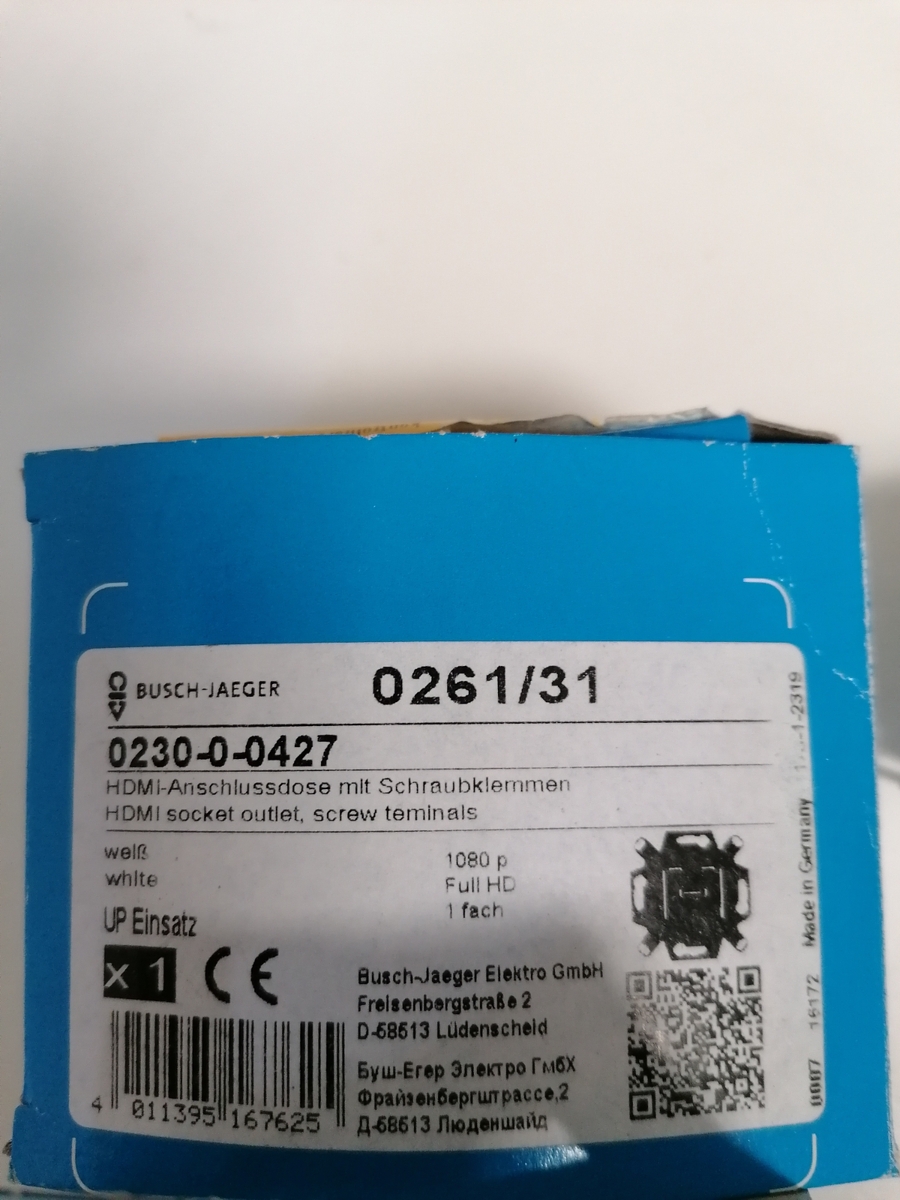 BUSCH-JAEGER
0261/31
0230-0-0427
HDMI-Anschlussdose mit Schraubklemmen
HDMI socket outlet, screw teminals
weiß
white
UP Einsatz
1080 p
Full HD
1 fach
x 1
CE
Busch-Jaeger Elektro GmbH
Freisenbergstraße 2
D-58513 Lüdenscheid
Буш-Егер Электро ГмбХ
Фрайзенбергштрассе,2
Д-58513 Люденшайд
4 011395 167625
16172
Made in Germany